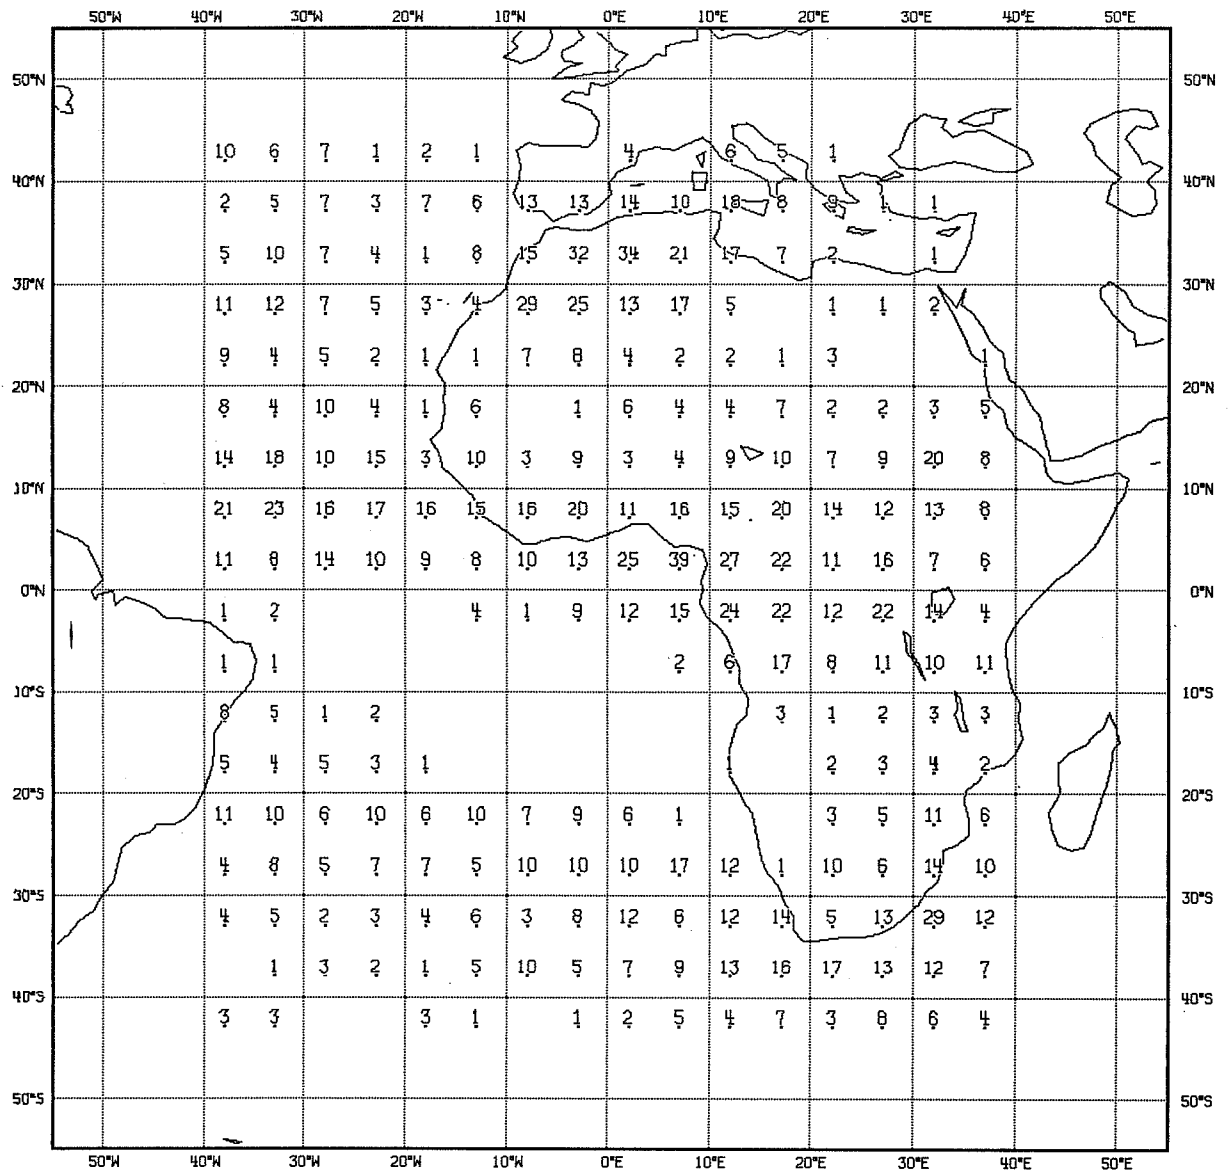 50°W 40°W 30°W 20°W 10°W 0°E 10°E 20°E 30°E 40°E 50°E
50°N 50°N
10 6 7 1 2 1 4 6 5 1
40°N 40°N
2 5 7 3 7 6 13 13 14 10 18 8 9 1 1
5 10 7 4 1 8 15 32 34 21 17 7 2 1
30°N 30°N
11 12 7 5 3 4 29 25 13 17 5 1 1 2
9 4 5 2 1 1 7 8 4 2 2 1 3 1
20°N 20°N
8 4 10 4 1 6 1 6 4 4 7 2 2 3 5
14 18 10 15 3 10 3 9 3 4 9 10 7 9 20 8
10°N 10°N
21 23 16 17 16 15 16 20 11 16 15 20 14 12 13 8
11 8 14 10 9 8 10 13 25 39 27 22 11 16 7 6
0°N 0°N
1 2 4 1 9 12 15 24 22 12 22 14 4
1 1 2 6 17 8 11 10 11
10°S 10°S
8 5 1 2 3 1 2 3 3
5 4 5 3 1 1 2 3 4 2
20°S 20°S
11 10 6 10 6 10 7 9 6 1 3 5 11 6
4 8 5 7 7 5 10 10 10 17 12 1 10 6 14 10
30°S 30°S
4 5 2 3 4 6 3 8 12 6 12 14 5 13 29 12
1 3 2 1 5 10 5 7 9 13 16 17 13 12 7
40°S 40°S
3 3 3 1 1 2 5 4 7 3 8 6 4
50°S 50°S
50°W 40°W 30°W 20°W 10°W 0°E 10°E 20°E 30°E 40°E 50°E